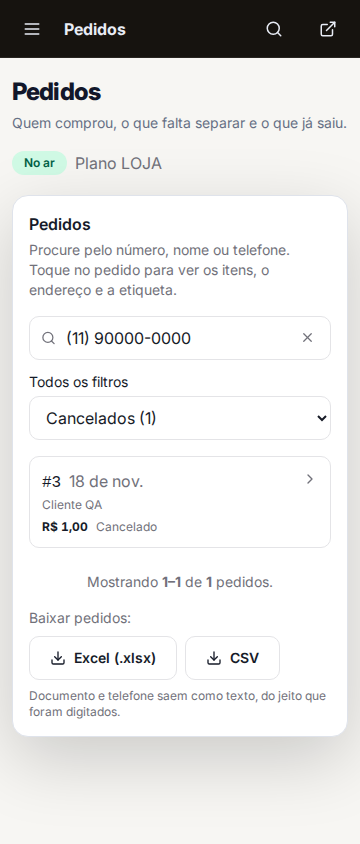 Pedidos
Pedidos
Quem comprou, o que falta separar e o que já saiu.
No ar Plano LOJA
Pedidos
Procure pelo número, nome ou telefone.
Toque no pedido para ver os itens, o
endereço e a etiqueta.
(11) 90000-0000
Todos os filtros
Cancelados (1)
#3 18 de nov.
Cliente QA
R$ 1,00 Cancelado
Mostrando 1–1 de 1 pedidos.
Baixar pedidos:
Excel (.xlsx) CSV
Documento e telefone saem como texto, do jeito que
foram digitados.